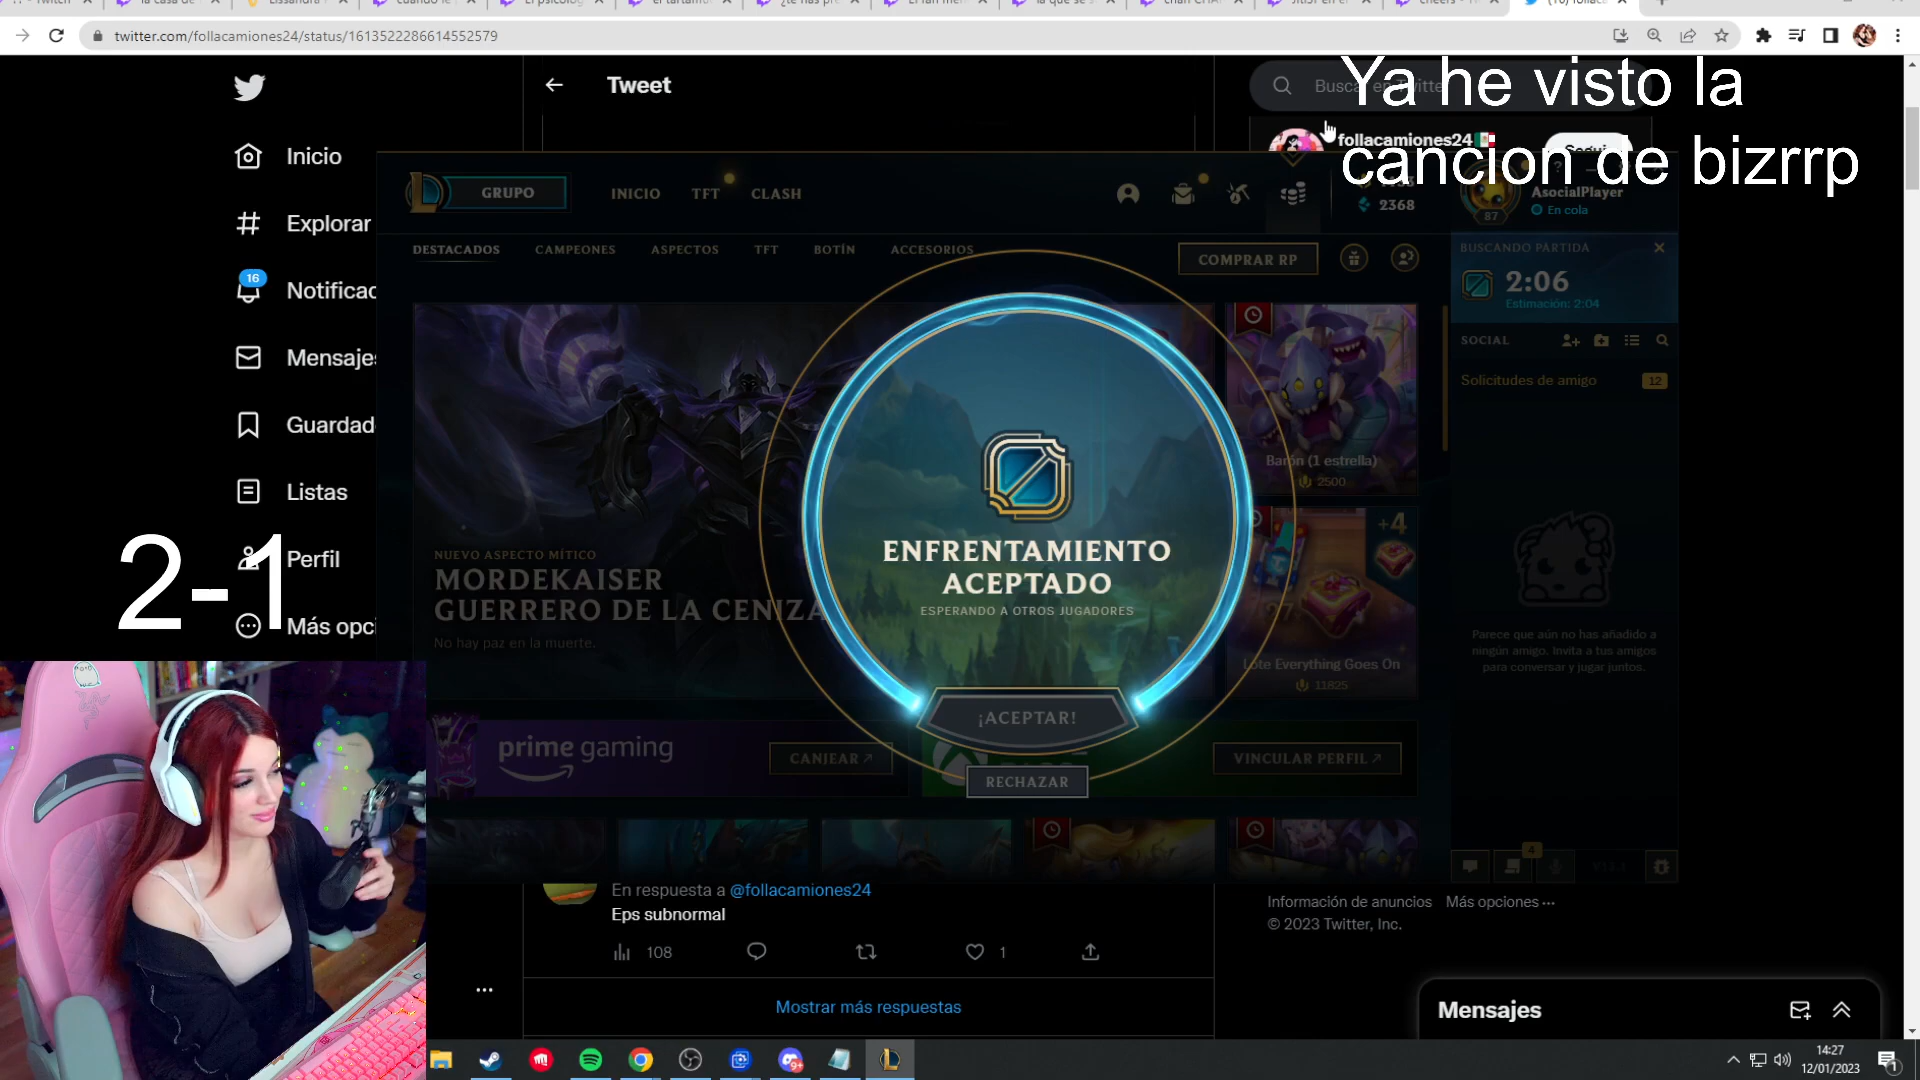 twitter.com/follacamiones24/status/1613522286614552579
Tweet
Ya he visto la
cancion de bizrrp
follacamiones24
Inicio
Explorar
16
Notificac
Mensaje
Guardad
Listas
Perfil
Más opci
2-1
GRUPO
INICIO
TFT
CLASH
2368
AsocialPlayer
En cola
87
DESTACADOS
CAMPEONES
ASPECTOS
TFT
BOTÍN
ACCESORIOS
COMPRAR RP
BUSCANDO PARTIDA
2:06
Estimación: 2:04
SOCIAL
Solicitudes de amigo
12
Barón (1 estrella)
2500
NUEVO ASPECTO MÍTICO
MORDEKAISER
GUERRERO DE LA CENIZA
No hay paz en la muerte.
ENFRENTAMIENTO
ACEPTADO
ESPERANDO A OTROS JUGADORES
¡ACEPTAR!
RECHAZAR
+4
27
Lote Everything Goes On
11825
Parece que aún no has añadido a
ningún amigo. Invita a tus amigos
para conversar y jugar juntos.
prime gaming
CANJEAR
VINCULAR PERFIL
4
En respuesta a @follacamiones24
Eps subnormal
108
1
Mostrar más respuestas
Información de anuncios
Más opciones
© 2023 Twitter, Inc.
Mensajes
14:27
12/01/2023